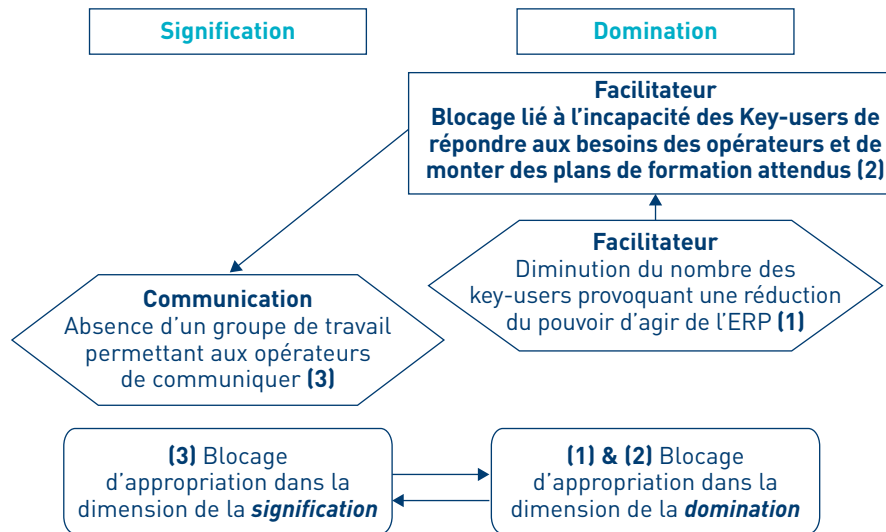 Signification
Domination
Facilitateur
Blocage lié à l’incapacité des Key-users de
répondre aux besoins des opérateurs et de
monter des plans de formation attendus (2)
Facilitateur
Diminution du nombre des
key-users provoquant une réduction
du pouvoir d’agir de l’ERP (1)
Communication
Absence d’un groupe de travail
permettant aux opérateurs
de communiquer (3)
(3) Blocage
d’appropriation dans la
dimension de la signification
(1) & (2) Blocage
d’appropriation dans la
dimension de la domination